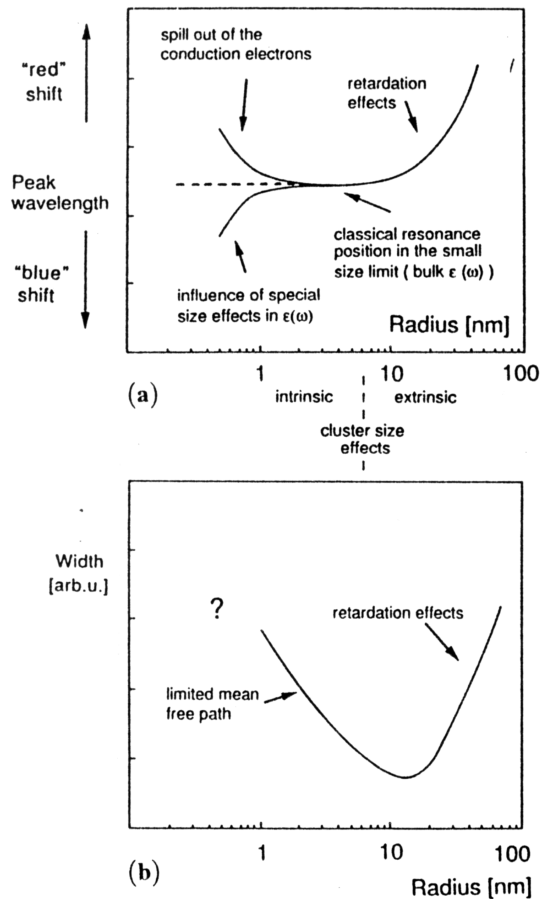 spill out of the
conduction electrons
"red"
shift
retardation
effects
Peak
wavelength
classical resonance
position in the small
size limit ( bulk ε (ω) )
"blue"
shift
influence of special
size effects in ε(ω)
Radius [nm]
1 10 100
(a)
intrinsic extrinsic
cluster size
effects
Width
[arb.u.]
?
retardation effects
limited mean
free path
1 10 100
(b)
Radius [nm]